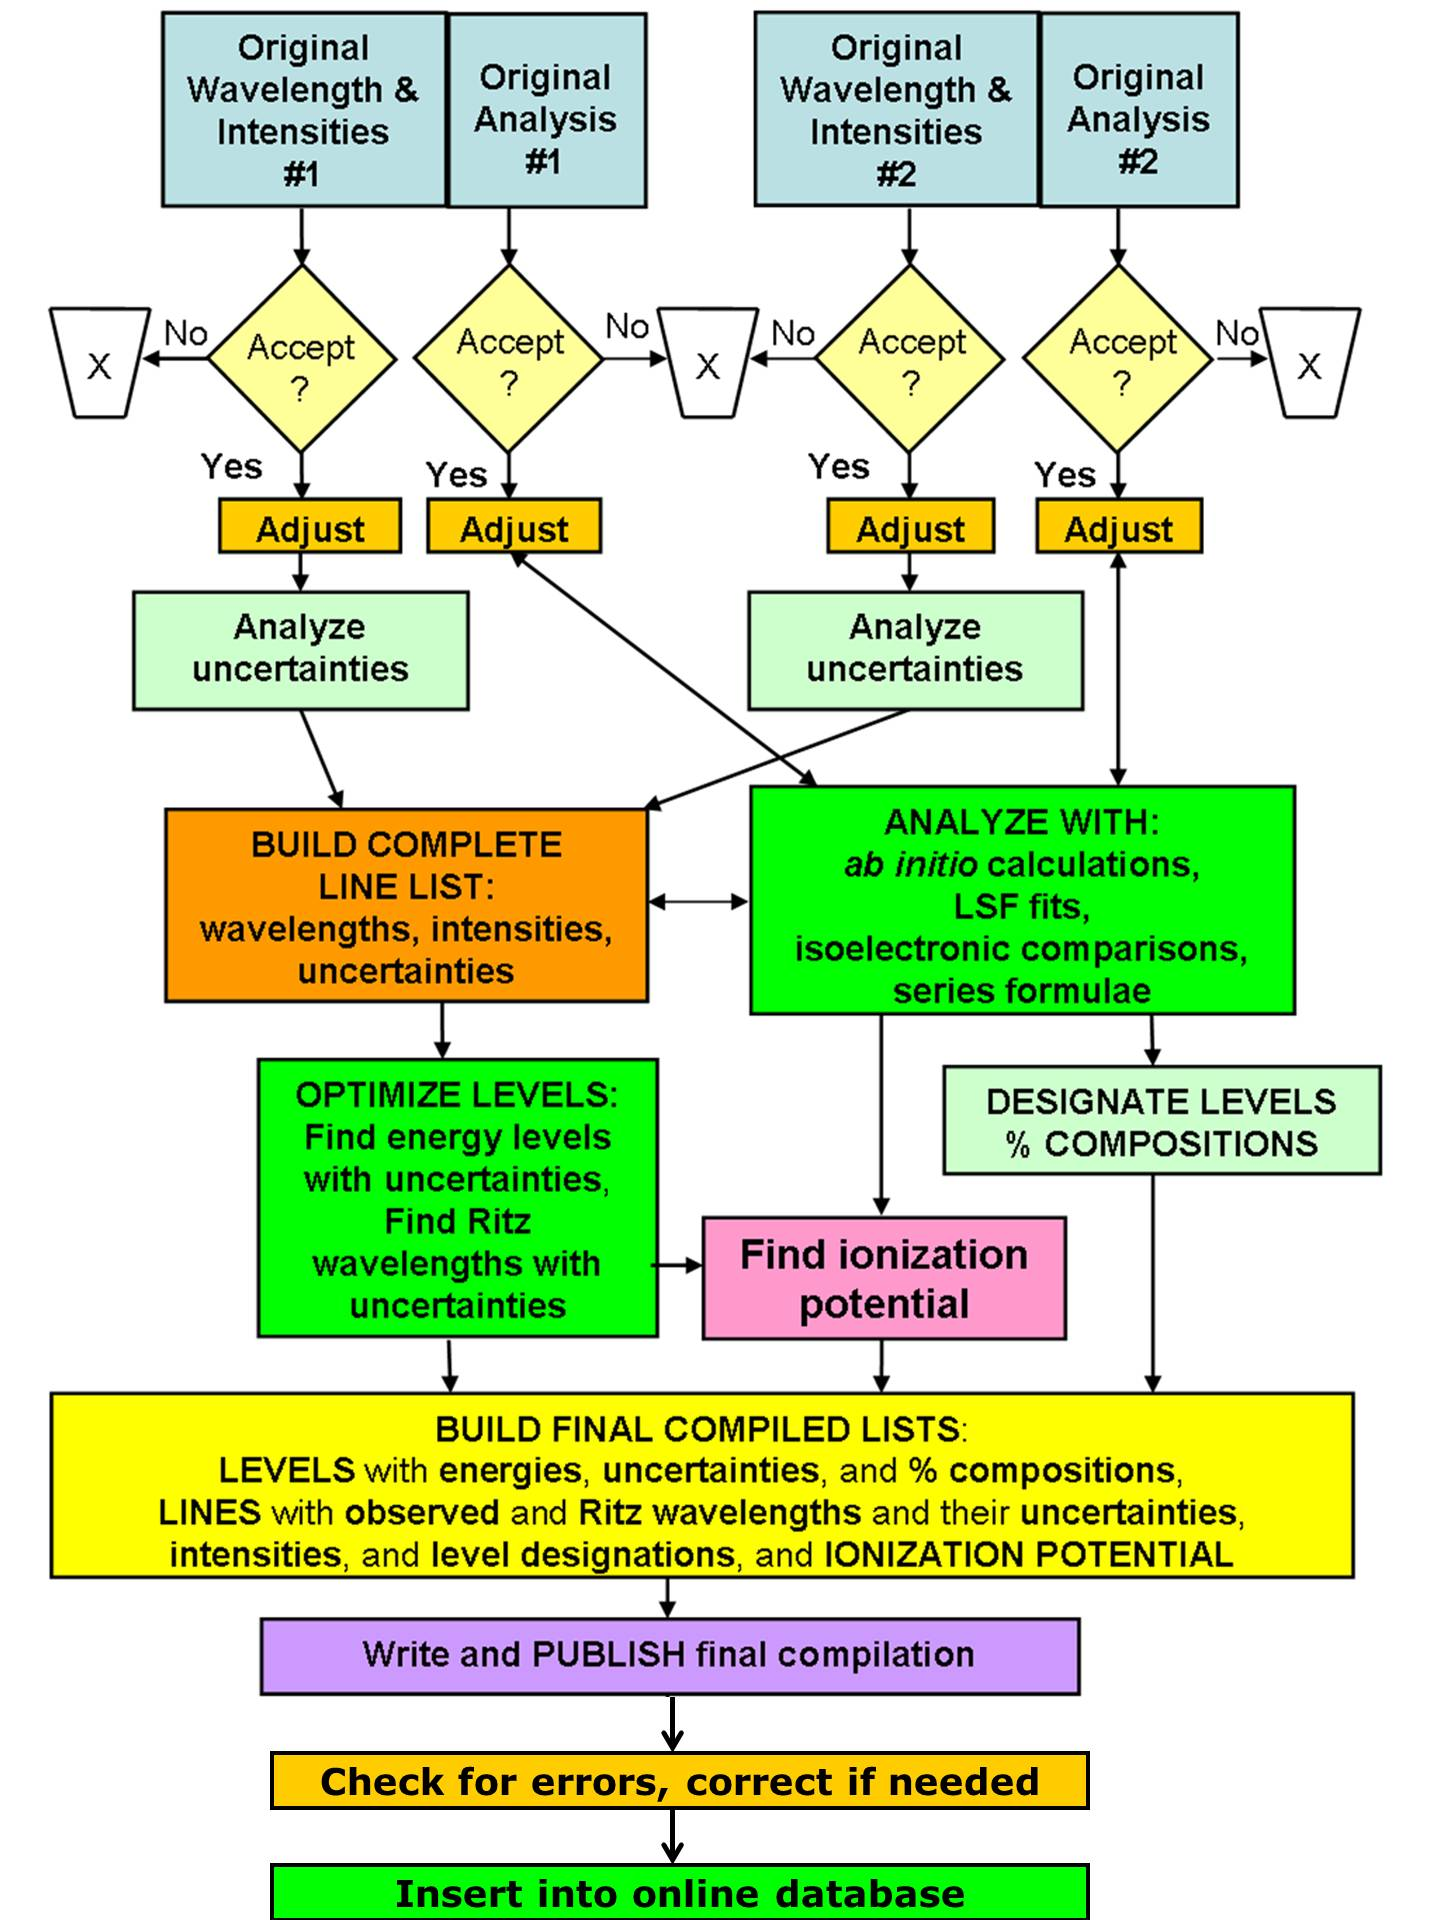 Original
Wavelength &
Intensities
#1
Original
Analysis
#1
Original
Wavelength &
Intensities
#2
Original
Analysis
#2
X
No
Accept
?
Accept
?
No
X
No
Accept
?
Accept
?
No
X
Yes
Yes
Yes
Yes
Adjust
Adjust
Adjust
Adjust
Analyze
uncertainties
Analyze
uncertainties
BUILD COMPLETE
LINE LIST:
wavelengths, intensities,
uncertainties
ANALYZE WITH:
ab initio calculations,
LSF fits,
isoelectronic comparisons,
series formulae
OPTIMIZE LEVELS:
Find energy levels
with uncertainties,
Find Ritz
wavelengths with
uncertainties
DESIGNATE LEVELS
% COMPOSITIONS
Find ionization
potential
BUILD FINAL COMPILED LISTS:
LEVELS with energies, uncertainties, and % compositions,
LINES with observed and Ritz wavelengths and their uncertainties,
intensities, and level designations, and IONIZATION POTENTIAL
Write and PUBLISH final compilation
Check for errors, correct if needed
Insert into online database